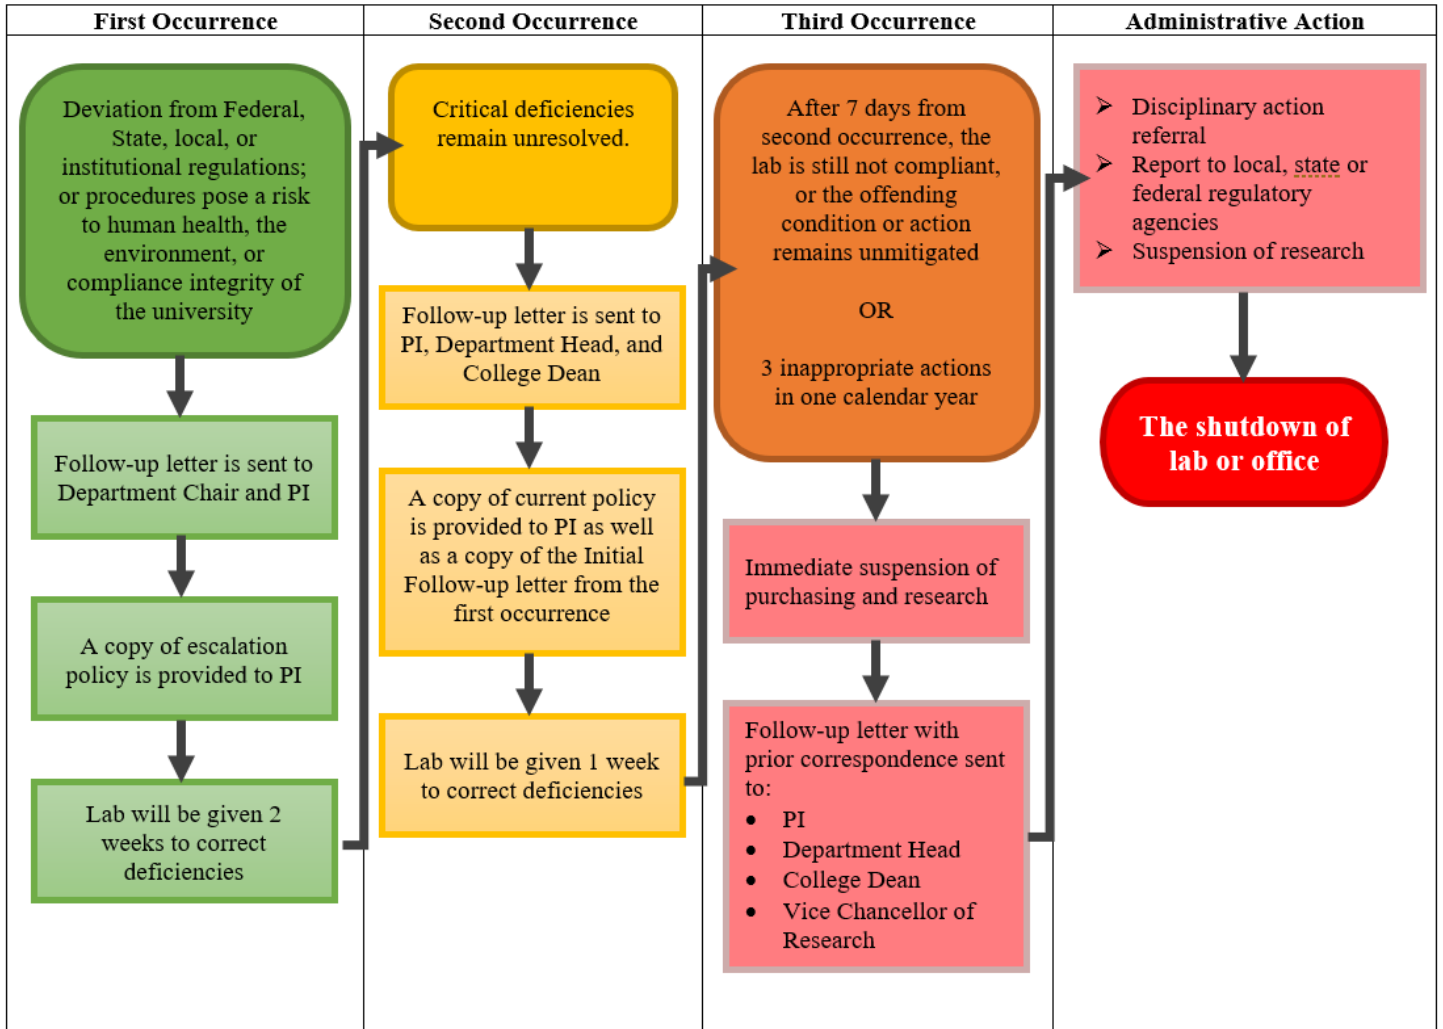 First Occurrence
Second Occurrence
Third Occurrence
Administrative Action
Deviation from Federal,
State, local, or
institutional regulations;
or procedures pose a risk
to human health, the
environment, or
compliance integrity of
the university
Follow-up letter is sent to
Department Chair and PI
A copy of escalation
policy is provided to PI
Lab will be given 2
weeks to correct
deficiencies
Critical deficiencies
remain unresolved.
Follow-up letter is sent to
PI, Department Head, and
College Dean
A copy of current policy
is provided to PI as well
as a copy of the Initial
Follow-up letter from the
first occurrence
Lab will be given 1 week
to correct deficiencies
After 7 days from
second occurrence, the
lab is still not compliant,
or the offending
condition or action
remains unmitigated
OR
3 inappropriate actions
in one calendar year
Immediate suspension of
purchasing and research
Follow-up letter with
prior correspondence sent
to:
• PI
• Department Head
• College Dean
• Vice Chancellor of
Research
➢ Disciplinary action
referral
➢ Report to local, state or
federal regulatory
agencies
➢ Suspension of research
The shutdown of
lab or office